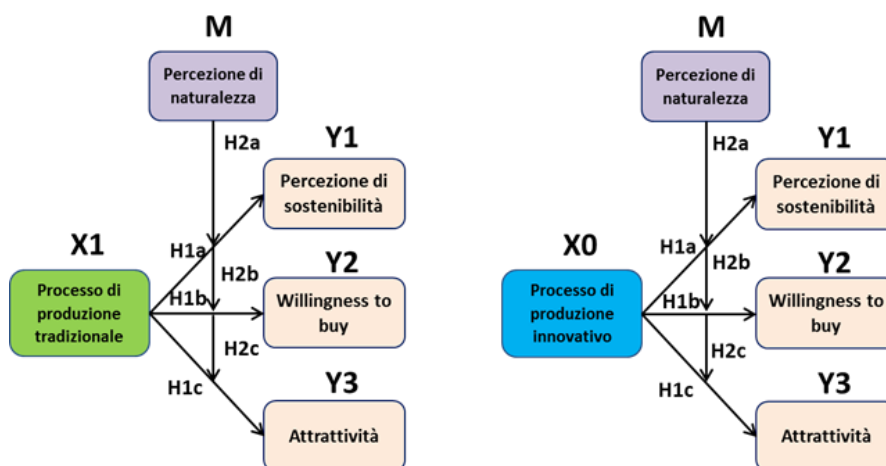 M
Percezione di
naturalezza
H2a
Y1
Percezione di
sostenibilità
X1
H1a
H2b
Y2
Processo di
produzione
tradizionale
H1b
Willingness to
buy
H2c
Y3
H1c
Attrattività
M
Percezione di
naturalezza
H2a
Y1
Percezione di
sostenibilità
X0
H1a
H2b
Y2
Processo di
produzione
innovativo
H1b
Willingness to
buy
H2c
Y3
H1c
Attrattività